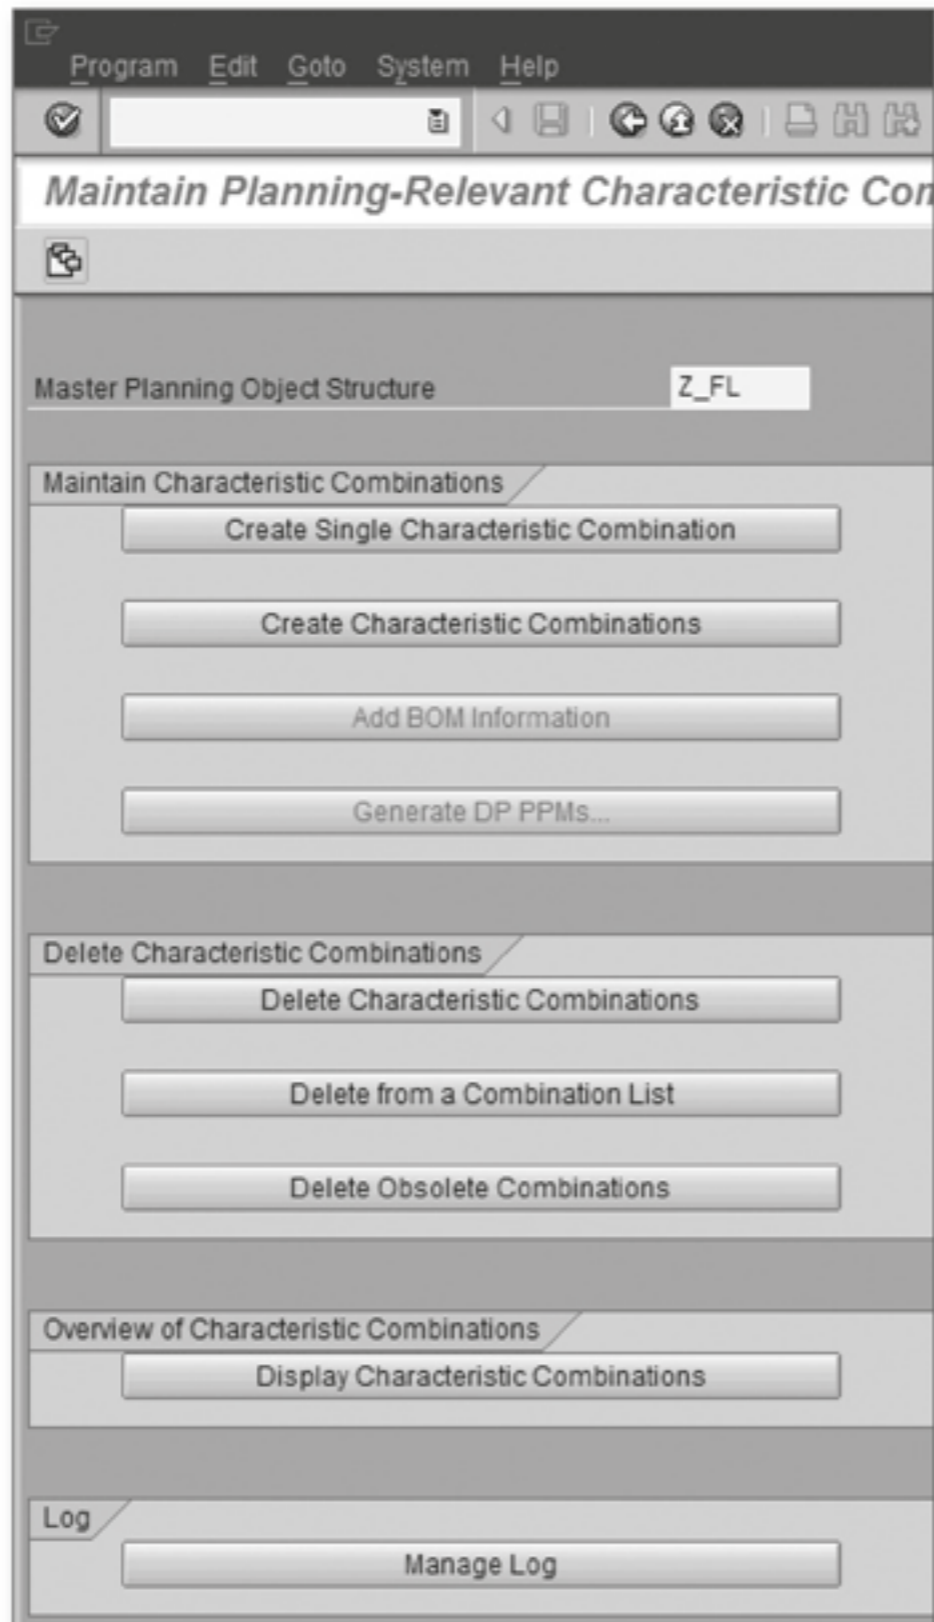 Program Edit Goto System Help
Maintain Planning-Relevant Characteristic Con
Master Planning Object Structure Z_FL
Maintain Characteristic Combinations
Create Single Characteristic Combination
Create Characteristic Combinations
Add BOM Information
Generate DP PPMs...
Delete Characteristic Combinations
Delete Characteristic Combinations
Delete from a Combination List
Delete Obsolete Combinations
Overview of Characteristic Combinations
Display Characteristic Combinations
Log
Manage Log